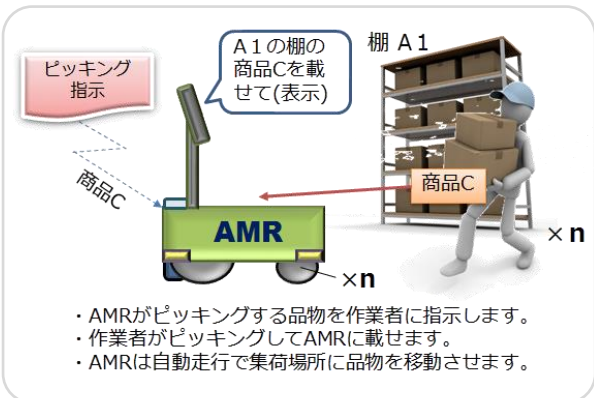 ピッキング
指示
A1の棚の
商品Cを載
せて(表示)
棚 A1
商品C
商品C
AMR
×n
×n
・AMRがピッキングする品物を作業者に指示します。
・作業者がピッキングしてAMRに載せます。
・AMRは自動走行で集荷場所に品物を移動させます。